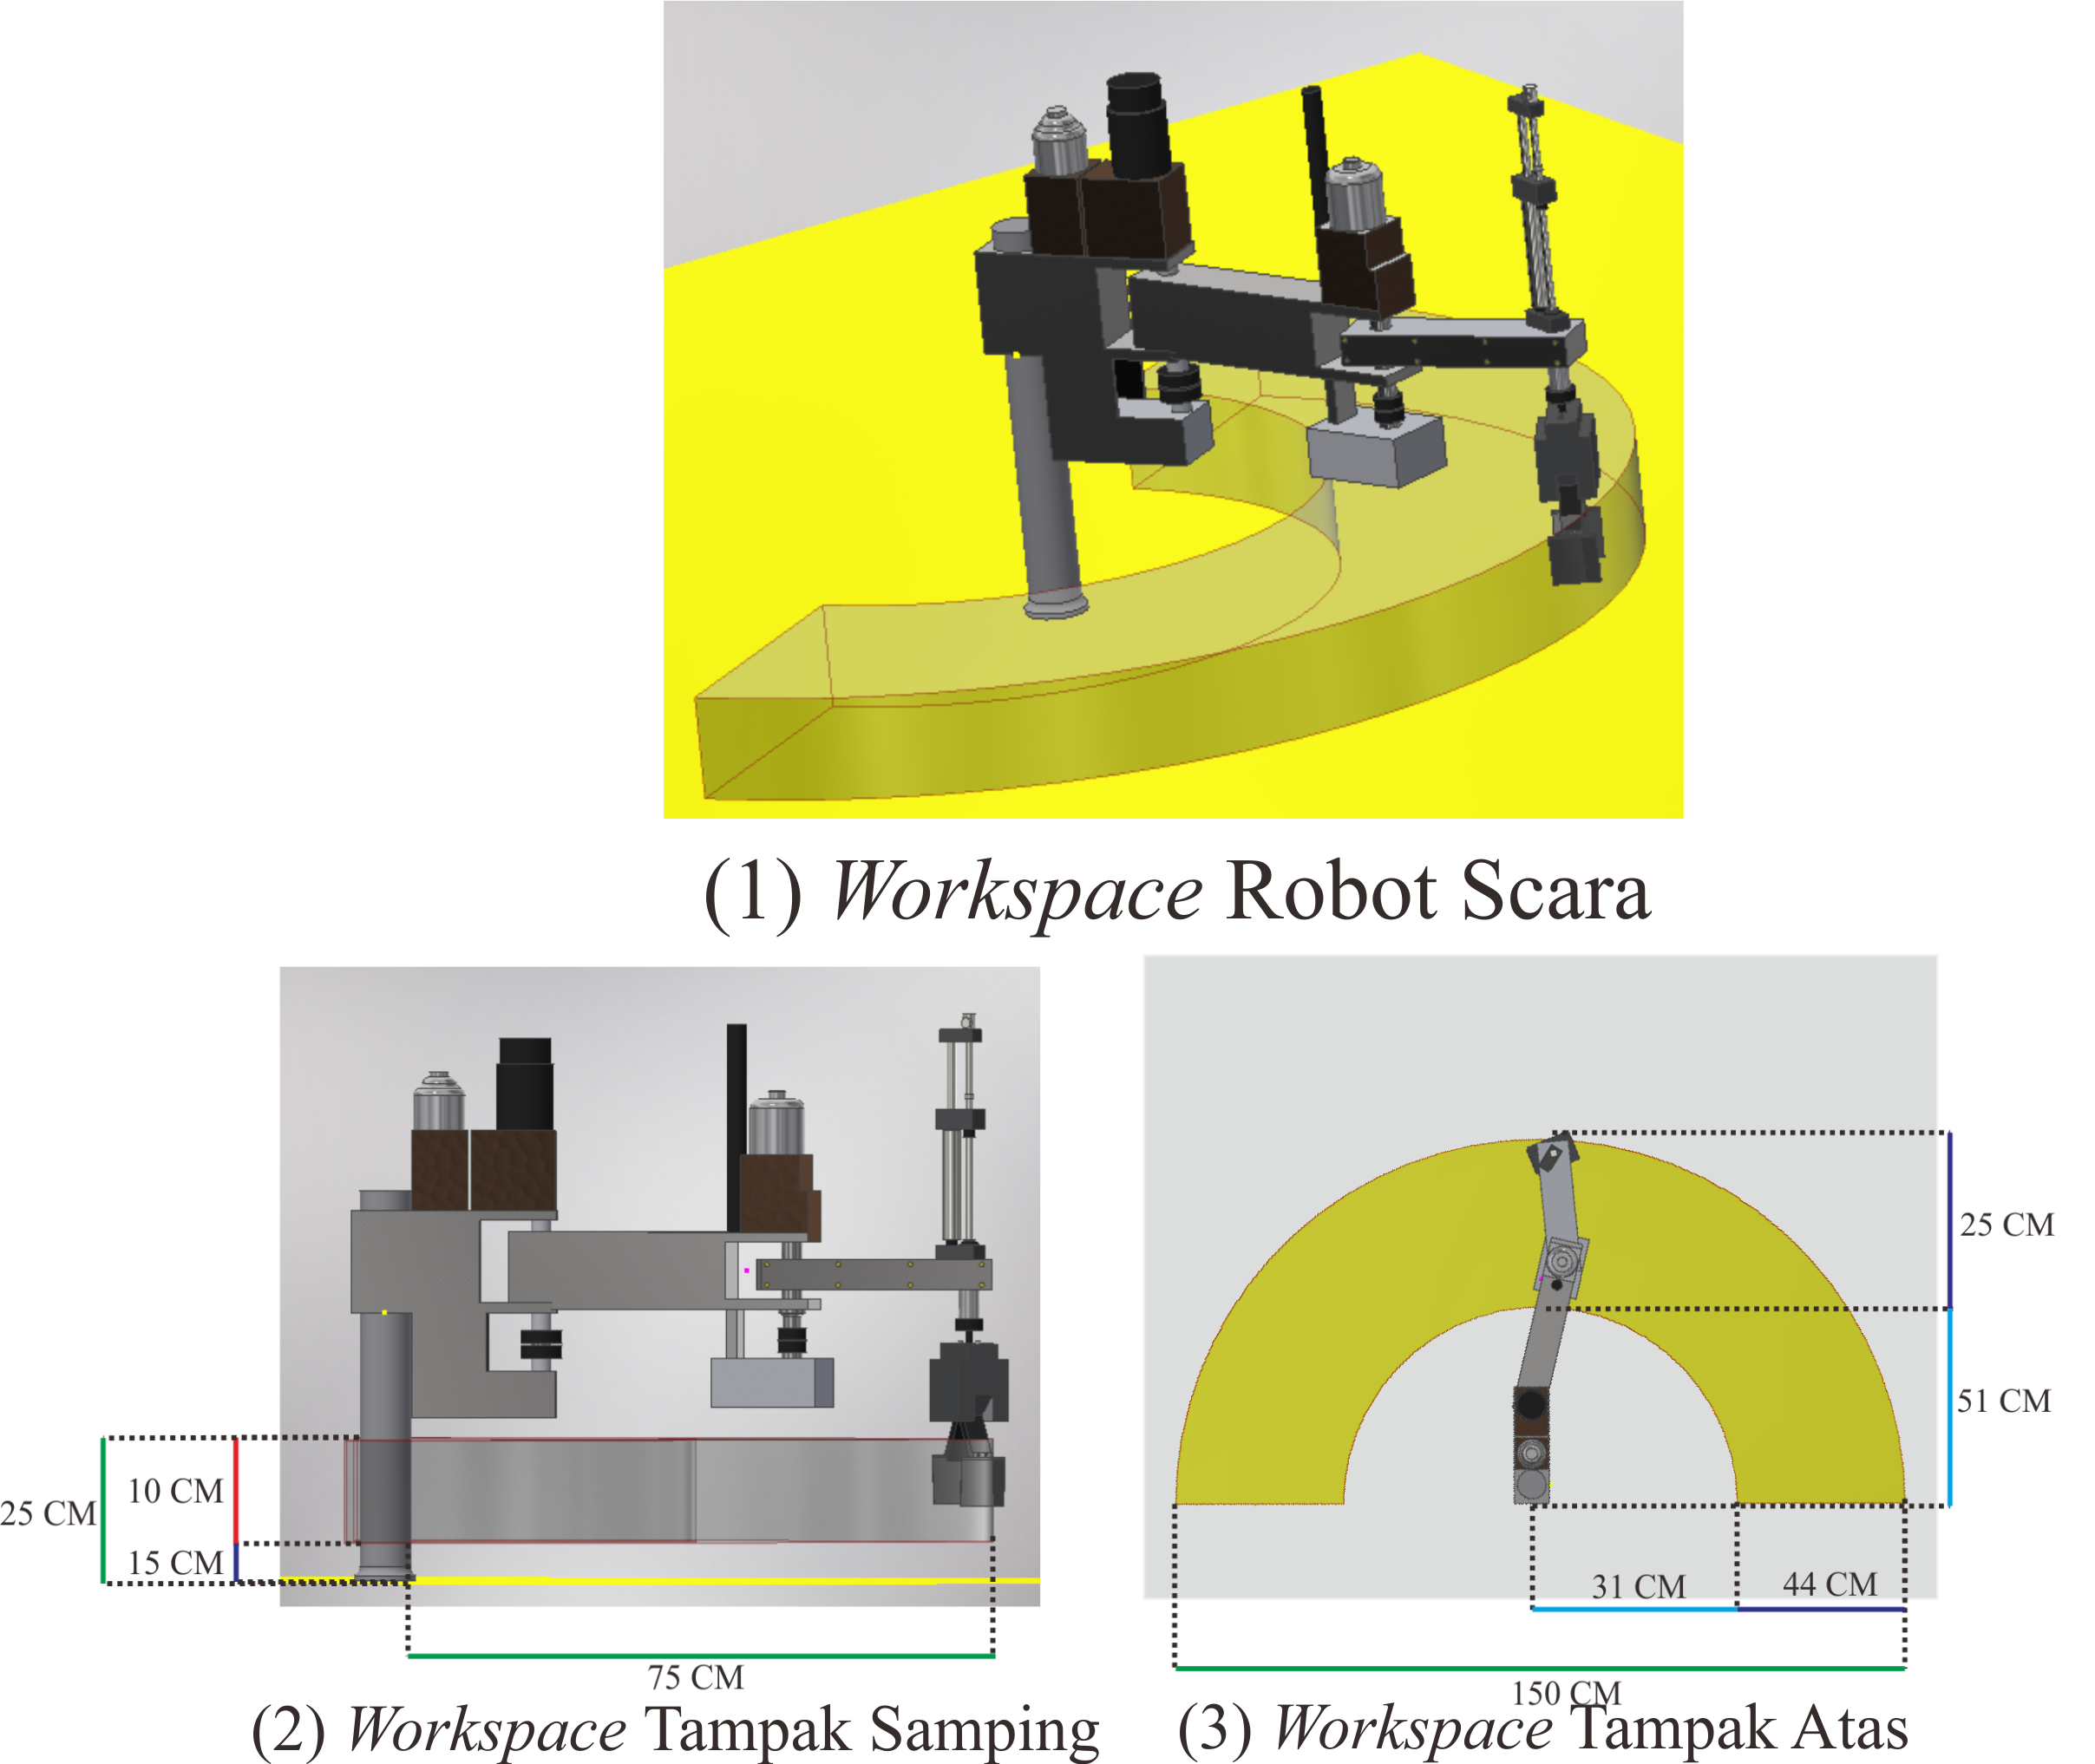 (1) Workspace Robot Scara
25 CM
10 CM
15 CM
75 CM
(2) Workspace Tampak Samping
25 CM
51 CM
31 CM
44 CM
150 CM
(3) Workspace Tampak Atas